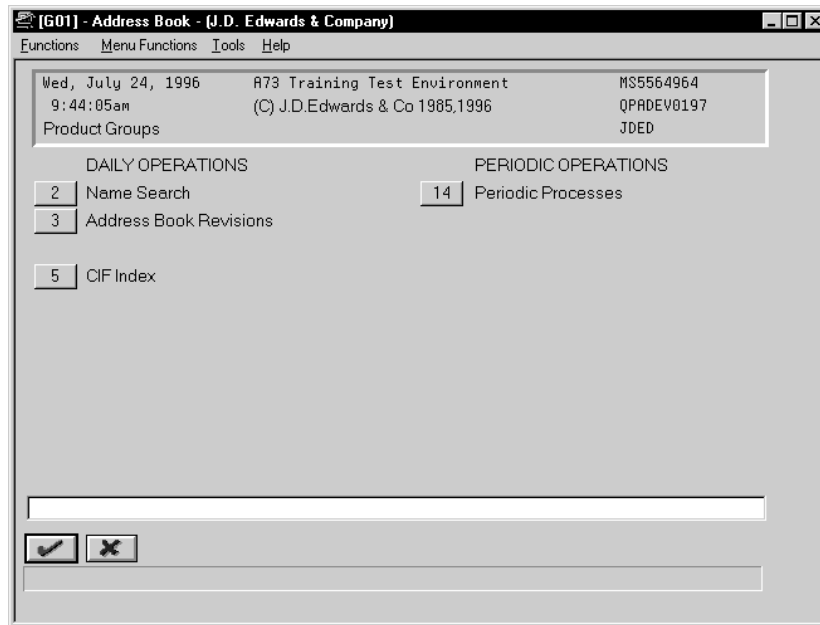 [G01] - Address Book - (J.D. Edwards & Company)
Functions Menu Functions Tools Help
Wed, July 24, 1996 A73 Training Test Environment MS5564964
9:44:05am (C) J.D.Edwards & Co 1985,1996 QPADEV0197
Product Groups JDED
DAILY OPERATIONS PERIODIC OPERATIONS
2 Name Search 14 Periodic Processes
3 Address Book Revisions
5 CIF Index